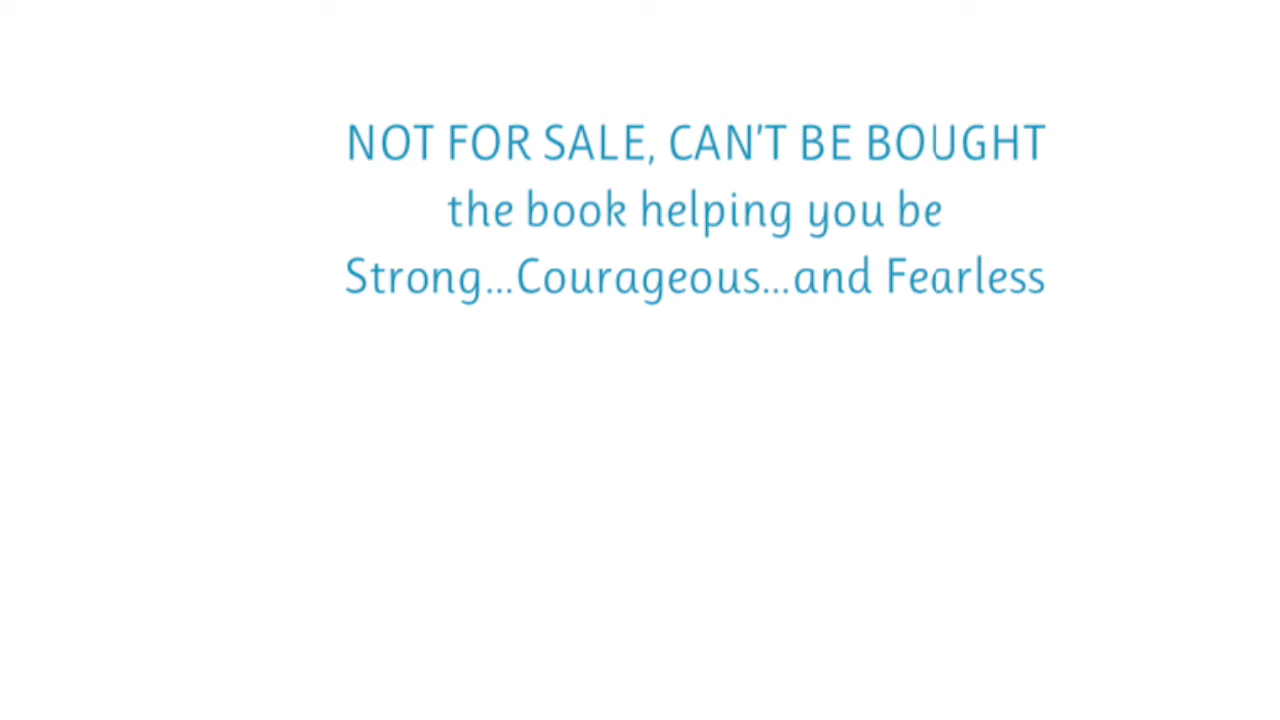 NOT FOR SALE, CAN'T BE BOUGHT
the book helping you be
Strong...Courageous...and Fearless